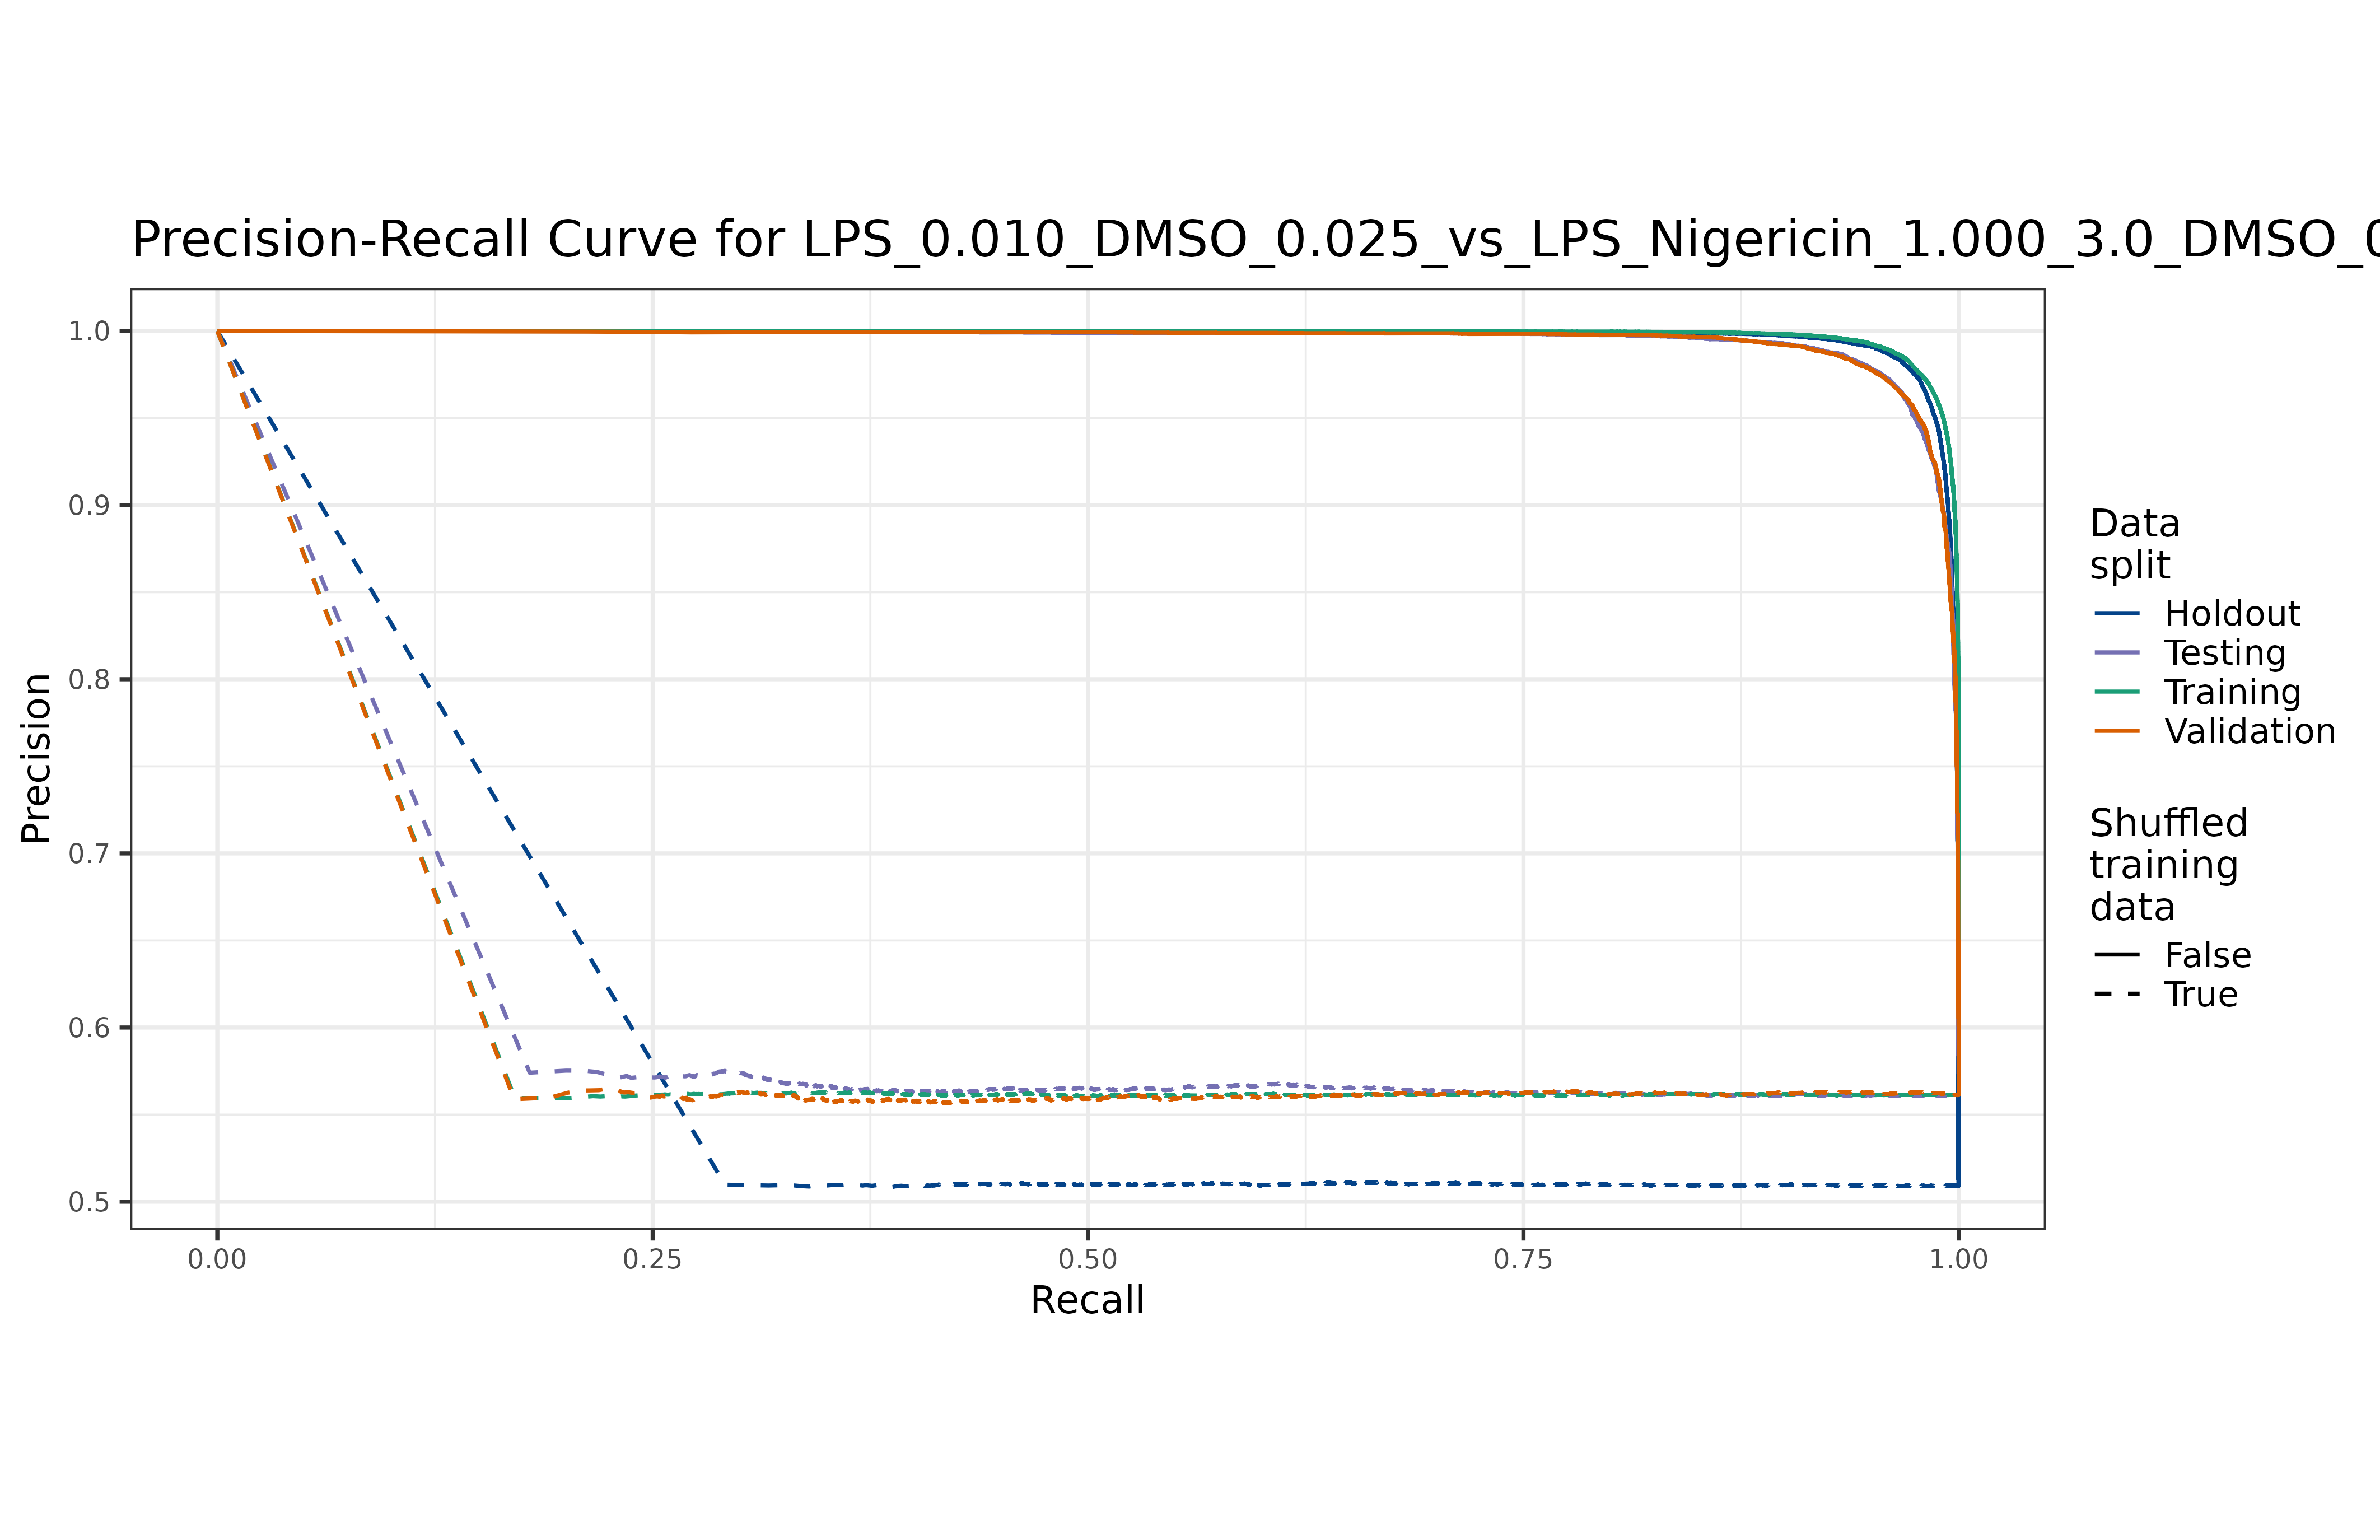 Precision-Recall Curve for LPS_0.010_DMSO_0.025_vs_LPS_Nigericin_1.000_3.0_DMSO_0
1.0
0.9
0.8
0.7
0.6
0.5
Precision
0.00
0.25
0.50
0.75
1.00
Recall
Data
split
Holdout
Testing
Training
Validation
Shuffled
training
data
False
True